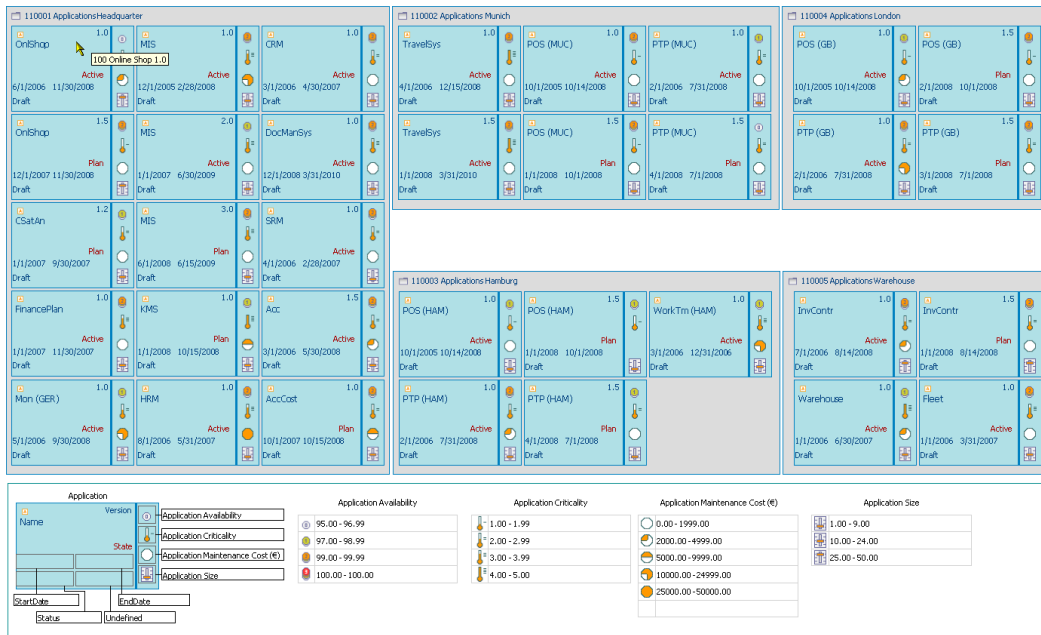 110001 ApplicationsHeadquarter
1.0
OnlShop
100 Online Shop 1.0
Active
6/1/2006 11/30/2008
Draft
1.0
MIS
Active
12/1/2005 2/28/2008
Draft
1.0
CRM
Active
3/1/2006 4/30/2007
Draft
1.5
OnlShop
Plan
12/1/2007 11/30/2008
Draft
2.0
MIS
Active
1/1/2007 6/30/2009
Draft
1.0
DocManSys
Active
12/1/2008 3/31/2010
Draft
1.2
CSatAn
Plan
1/1/2007 9/30/2007
Draft
3.0
MIS
Plan
6/1/2008 6/15/2009
Draft
1.0
SRM
Active
4/1/2006 2/28/2007
Draft
1.0
FinancePlan
Active
1/1/2007 11/30/2007
Draft
1.0
KMS
Plan
1/1/2008 10/15/2008
Draft
1.5
Acc
Active
3/1/2006 5/30/2008
Draft
1.0
Mon (GER)
Active
5/1/2006 9/30/2008
Draft
1.0
HRM
Active
8/1/2006 5/31/2007
Draft
1.0
AccCost
Plan
10/1/2007 10/15/2008
Draft
110002 Applications Munich
1.0
TravelSys
Active
4/1/2006 12/15/2008
Draft
1.0
POS (MUC)
Active
10/1/2005 10/14/2008
Draft
1.0
PTP (MUC)
Active
2/1/2006 7/31/2008
Draft
1.5
TravelSys
Active
1/1/2008 3/31/2010
Draft
1.5
POS (MUC)
Plan
1/1/2008 10/1/2008
Draft
1.5
PTP (MUC)
Plan
4/1/2008 7/1/2008
Draft
110004 Applications London
1.0
POS (GB)
Active
10/1/2005 10/14/2008
Draft
1.5
POS (GB)
Plan
2/1/2008 10/1/2008
Draft
1.0
PTP (GB)
Active
2/1/2006 7/31/2008
Draft
1.5
PTP (GB)
Plan
3/1/2008 7/1/2008
Draft
110003 Applications Hamburg
1.0
POS (HAM)
Active
10/1/2005 10/14/2008
Draft
1.5
POS (HAM)
Plan
1/1/2008 10/1/2008
Draft
1.0
WorkTm (HAM)
Active
3/1/2006 12/31/2006
Draft
1.0
PTP (HAM)
Active
2/1/2006 7/31/2008
Draft
1.5
PTP (HAM)
Plan
4/1/2008 7/1/2008
Draft
110005 ApplicationsWarehouse
1.0
InvContr
Active
7/1/2006 8/14/2008
Draft
1.5
InvContr
Plan
1/1/2008 8/14/2008
Draft
1.0
Warehouse
Active
1/1/2006 6/30/2007
Draft
1.0
Fleet
Active
1/1/2006 3/31/2007
Draft
Application
Version
Name
State
Application Availability
Application Criticality
Application Maintenance Cost (€)
Application Size
StartDate
EndDate
Status
Undefined
Application Availability
95.00 - 96.99
97.00 - 98.99
99.00 - 99.99
100.00 - 100.00
Application Criticality
1.00 - 1.99
2.00 - 2.99
3.00 - 3.99
4.00 - 5.00
Application Maintenance Cost (€)
0.00 - 1999.00
2000.00 - 4999.00
5000.00 - 9999.00
10000.00 - 24999.00
25000.00 - 50000.00
Application Size
1.00 - 9.00
10.00 - 24.00
25.00 - 50.00